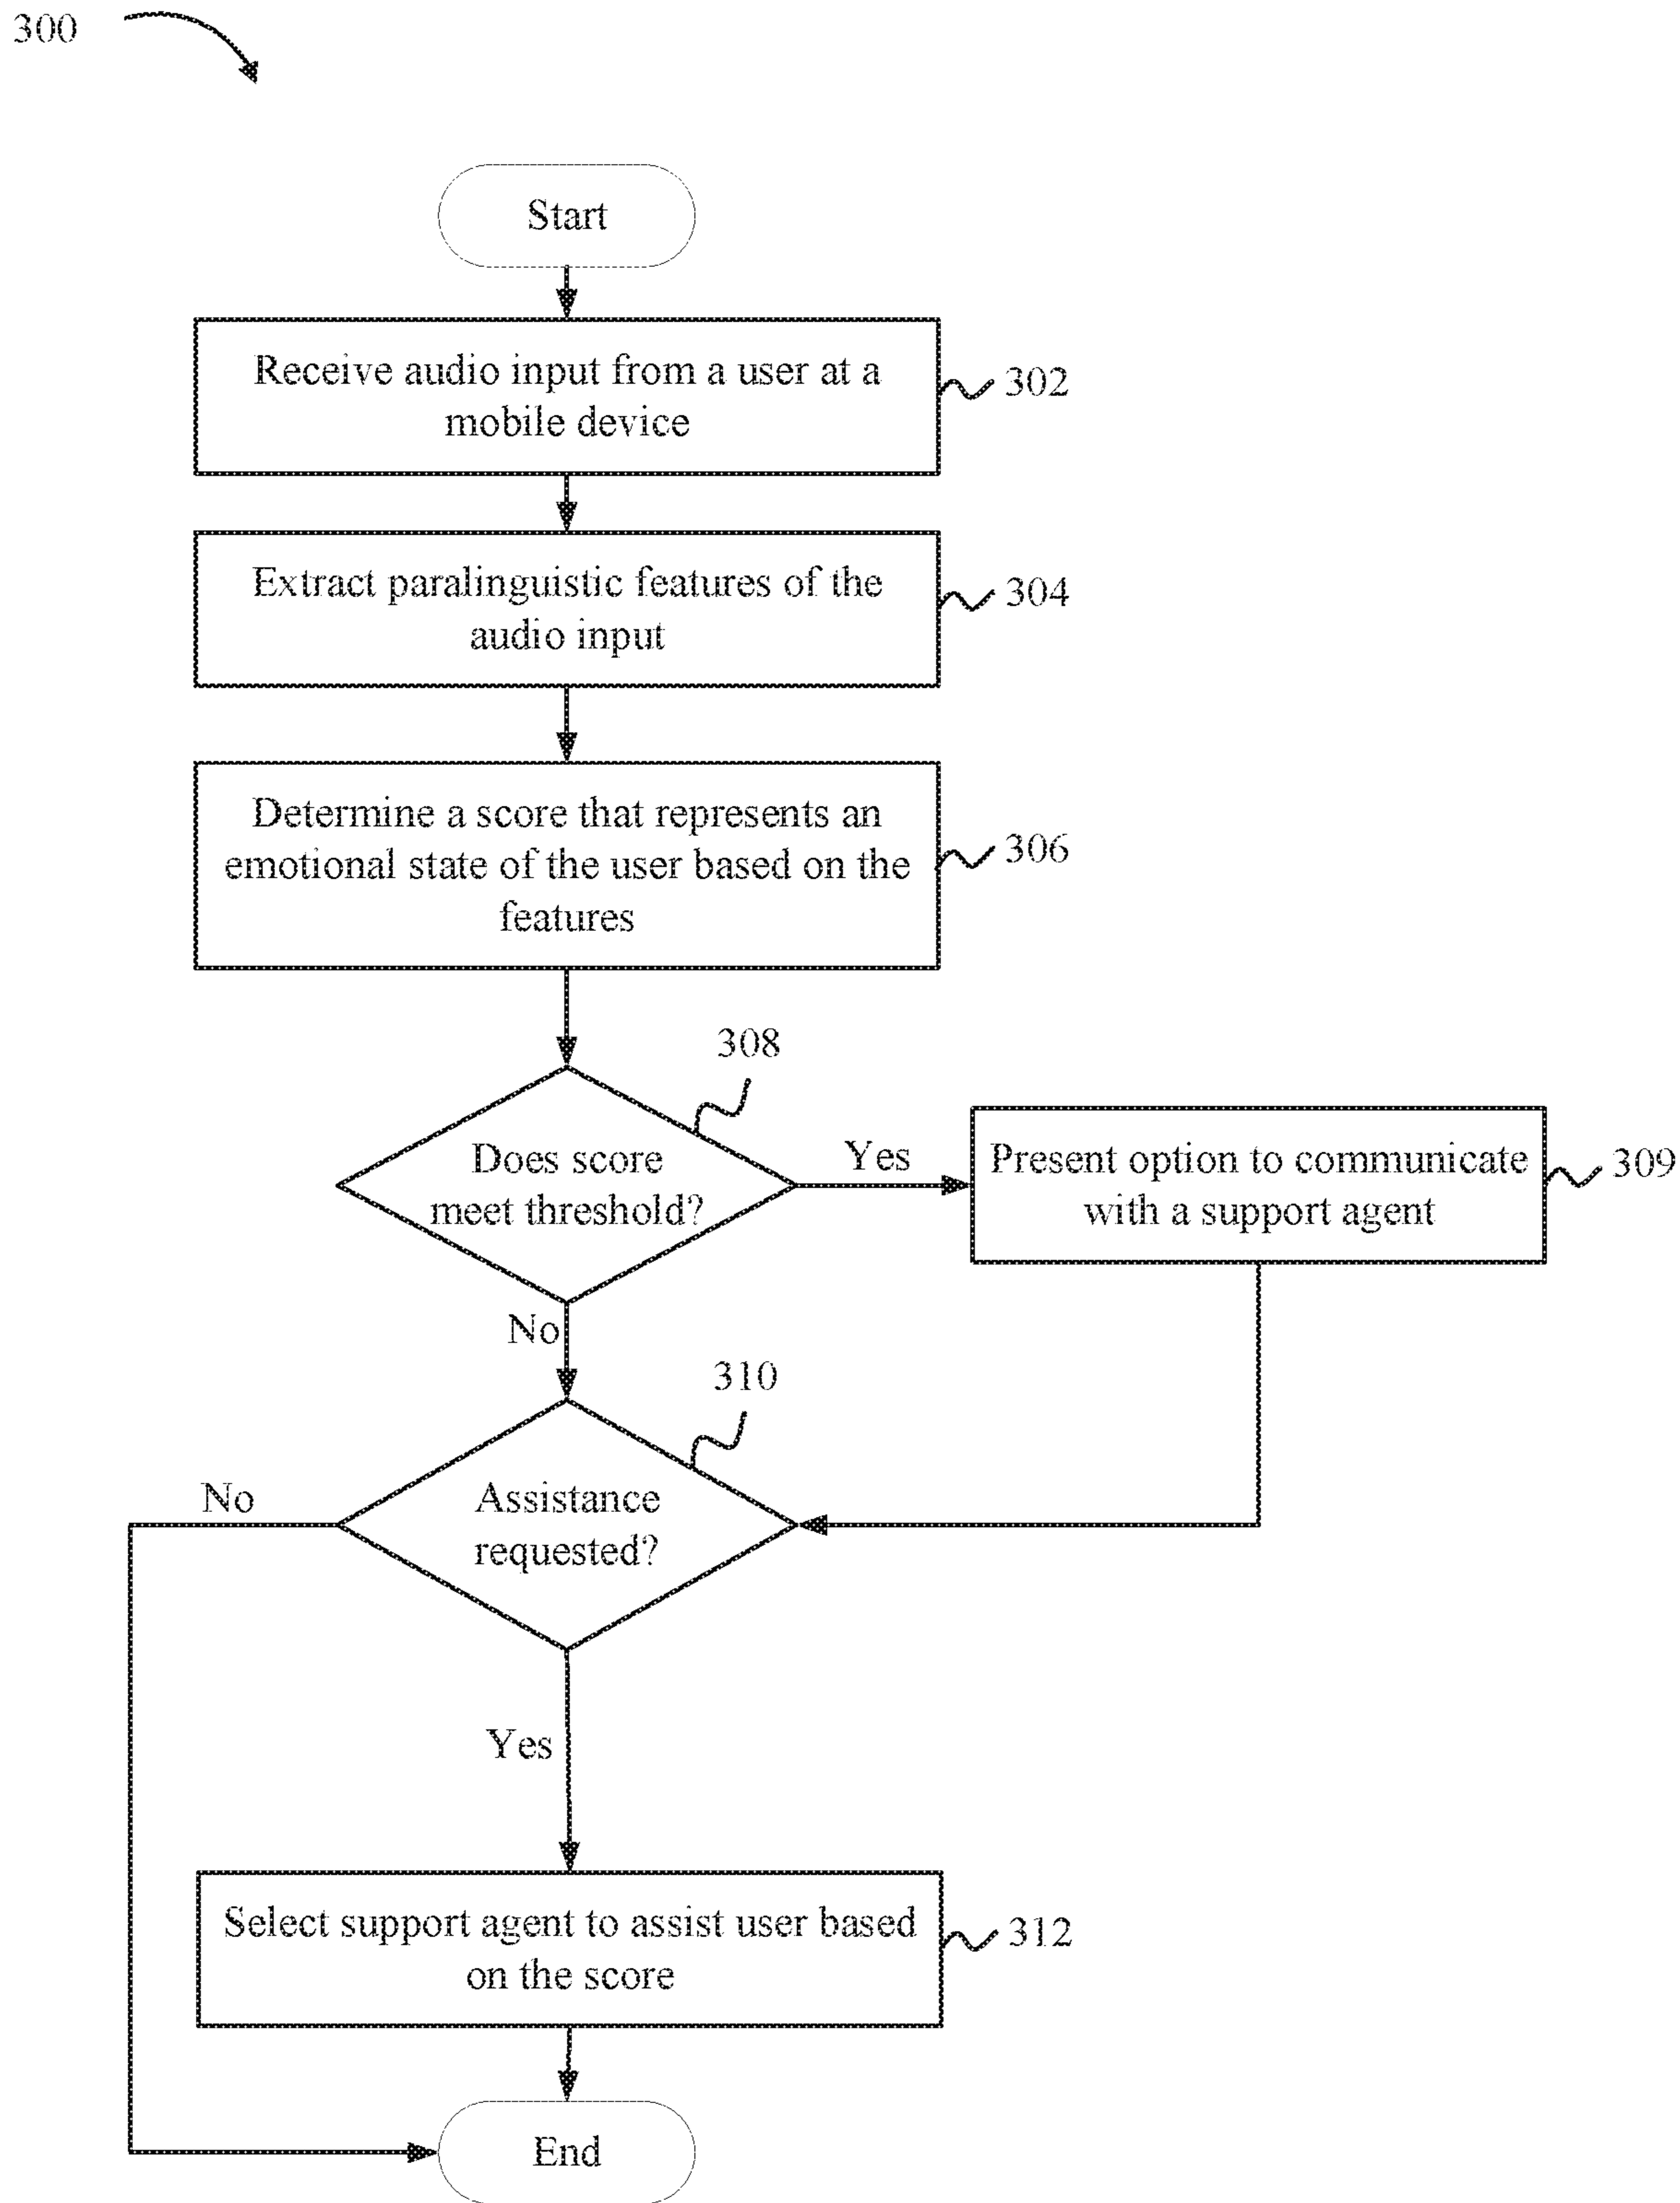 300
Start
Receive audio input from a user at a
mobile device
302
Extract paralinguistic features of the
audio input
304
Determine a score that represents an
emotional state of the user based on the
features
306
308
Does score
meet threshold?
Yes
Present option to communicate
with a support agent
309
No
310
Assistance
requested?
No
Yes
Select support agent to assist user based
on the score
312
End